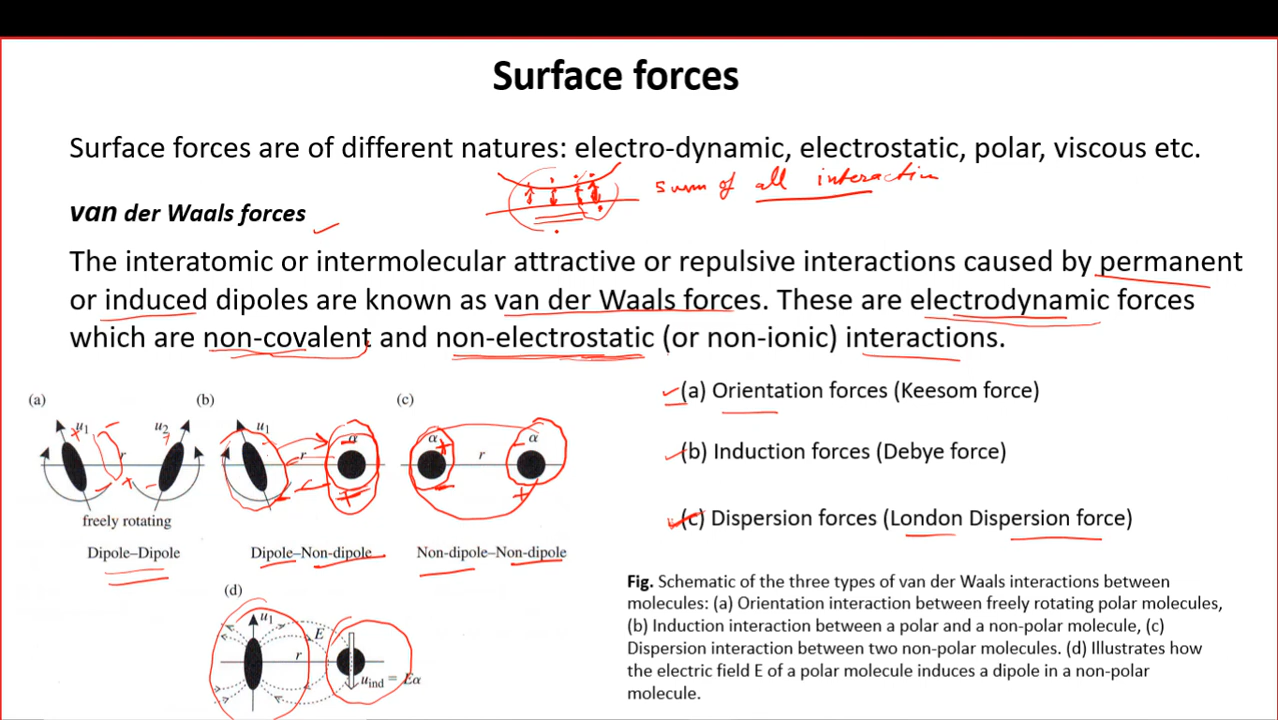 Surface forces
Surface forces are of different natures: electro-dynamic, electrostatic, polar, viscous etc.
sum of all interaction
van der Waals forces
The interatomic or intermolecular attractive or repulsive interactions caused by permanent
or induced dipoles are known as van der Waals forces. These are electrodynamic forces
which are non-covalent and non-electrostatic (or non-ionic) interactions.
(a) (b) (c)
u1 u2 u1 α α α
r r r
freely rotating
Dipole–Dipole Dipole–Non-dipole Non-dipole–Non-dipole
(a) Orientation forces (Keesom force)
(b) Induction forces (Debye force)
(c) Dispersion forces (London Dispersion force)
(d)
u1
E
r
uind = Eα
Fig. Schematic of the three types of van der Waals interactions between
molecules: (a) Orientation interaction between freely rotating polar molecules,
(b) Induction interaction between a polar and a non-polar molecule, (c)
Dispersion interaction between two non-polar molecules. (d) Illustrates how
the electric field E of a polar molecule induces a dipole in a non-polar
molecule.